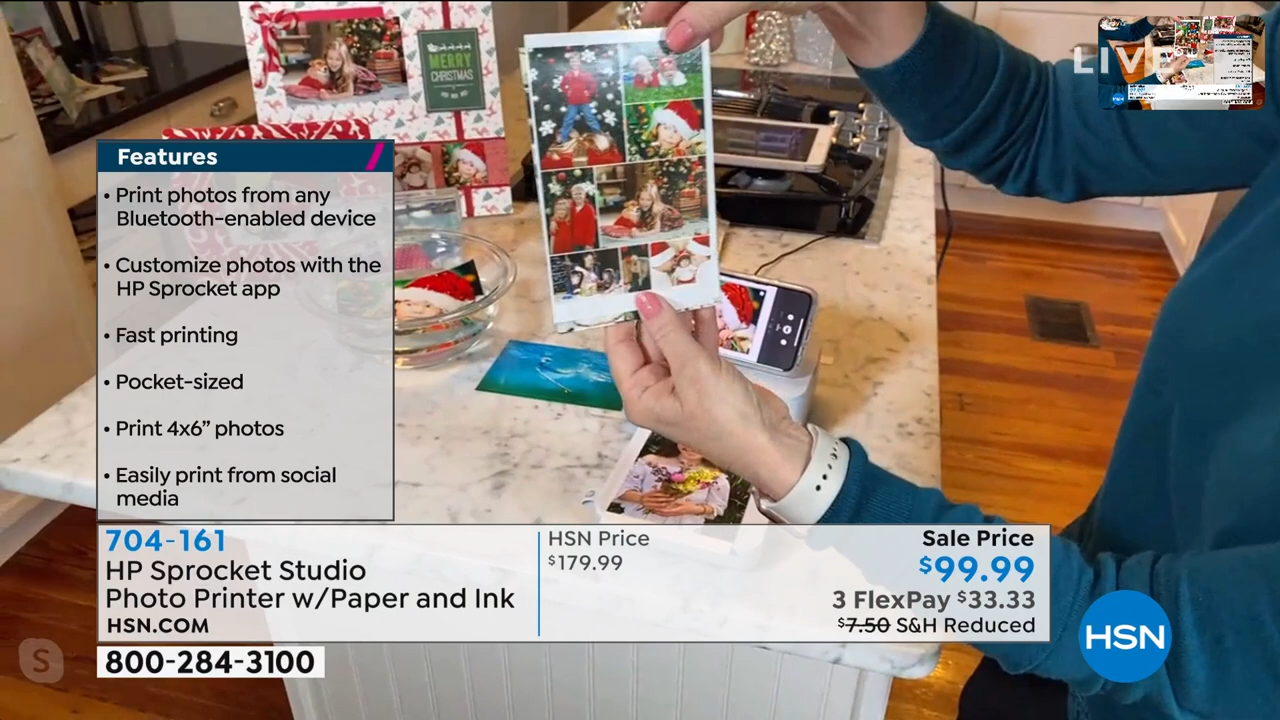 MERRY
CHRISTMAS
LIVE
Features
• Print photos from any
Bluetooth-enabled device
• Customize photos with the
HP Sprocket app
• Fast printing
• Pocket-sized
• Print 4x6” photos
• Easily print from social
media
704-161
HP Sprocket Studio
Photo Printer w/Paper and Ink
HSN.COM
HSN Price
$179.99
Sale Price
$99.99
3 FlexPay $33.33
$7.50 S&H Reduced
HSN
S
800-284-3100